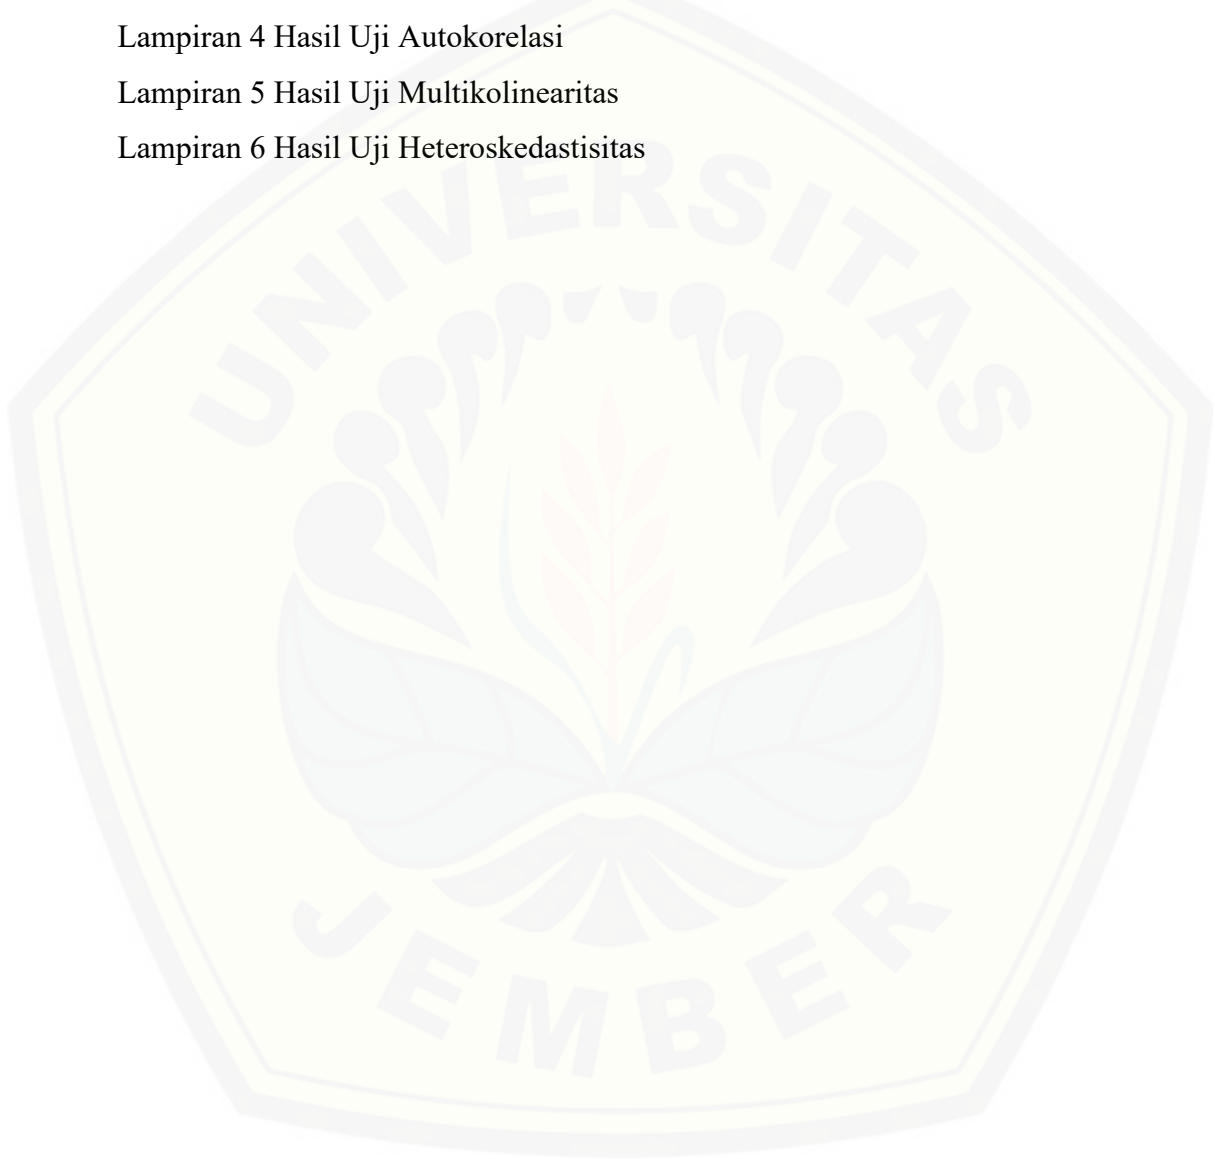 Lampiran 4 Hasil Uji Autokorelasi
Lampiran 5 Hasil Uji Multikolinearitas
Lampiran 6 Hasil Uji Heteroskedastisitas
UNIVERSITAS
JEMBER